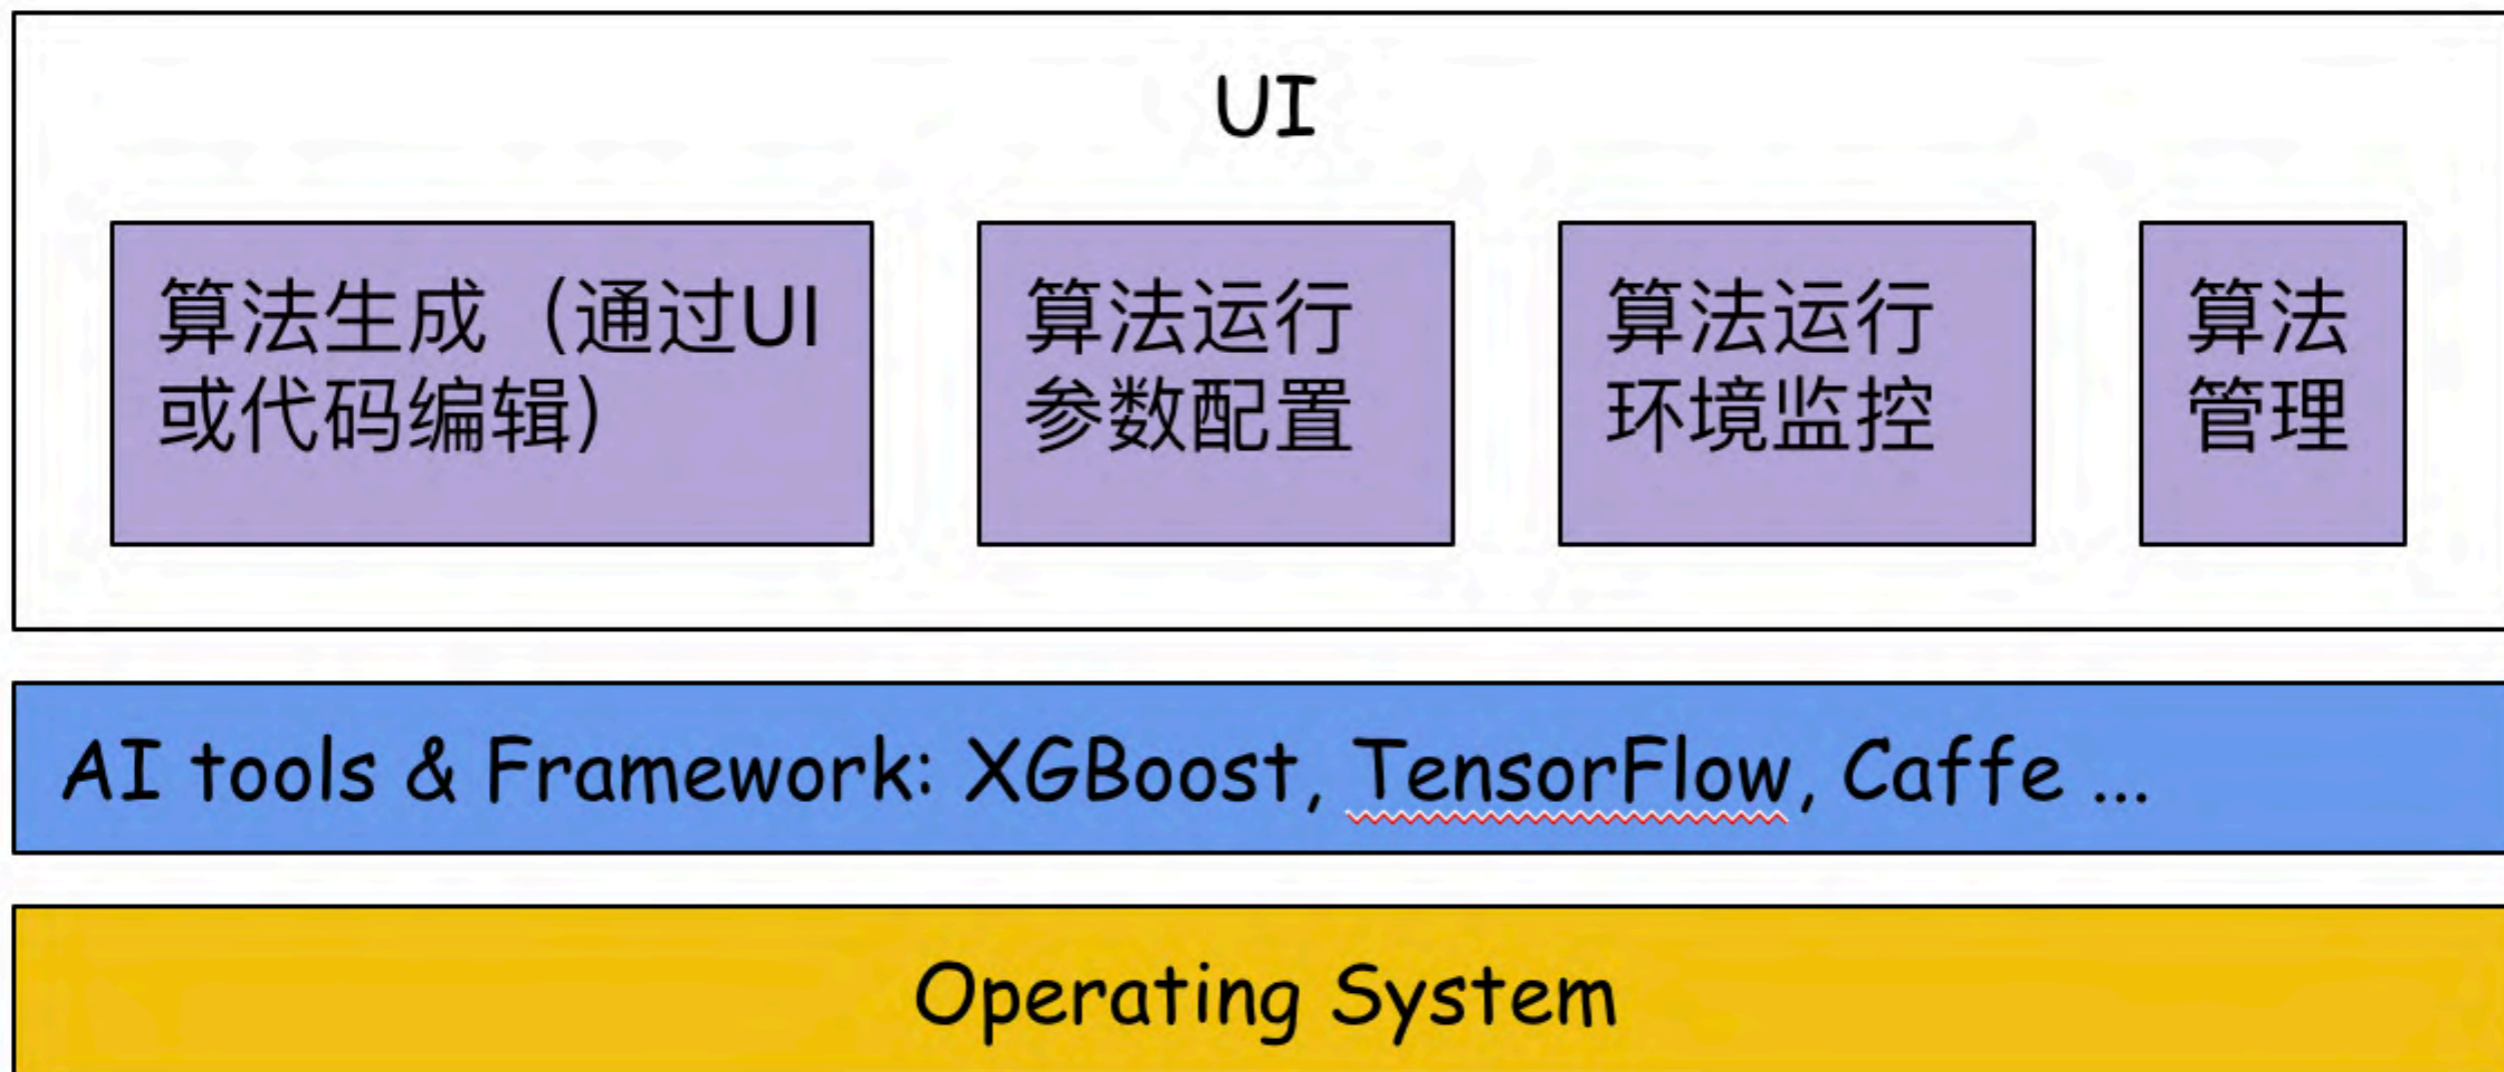 UI
算法生成（通过UI
或代码编辑）
算法运行
参数配置
算法运行
环境监控
算法
管理
AI tools & Framework: XGBoost, TensorFlow, Caffe ...
Operating System